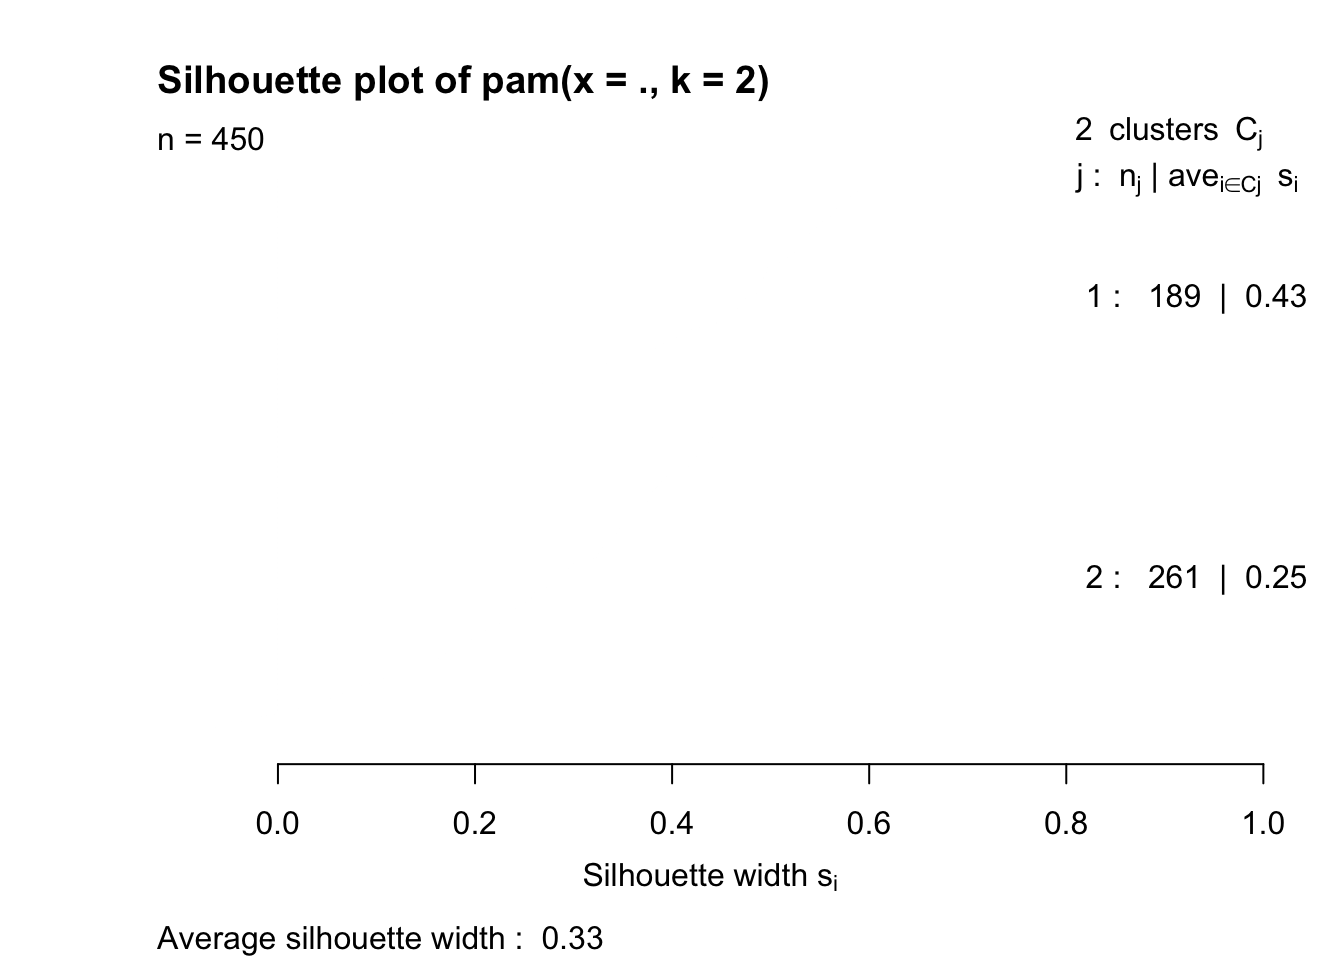 Silhouette plot of pam(x = ., k = 2)
n = 450
2 clusters Cj
j : nj | avei∈Cj si
1 : 189 | 0.43
2 : 261 | 0.25
0.0 0.2 0.4 0.6 0.8 1.0
Silhouette width si
Average silhouette width : 0.33